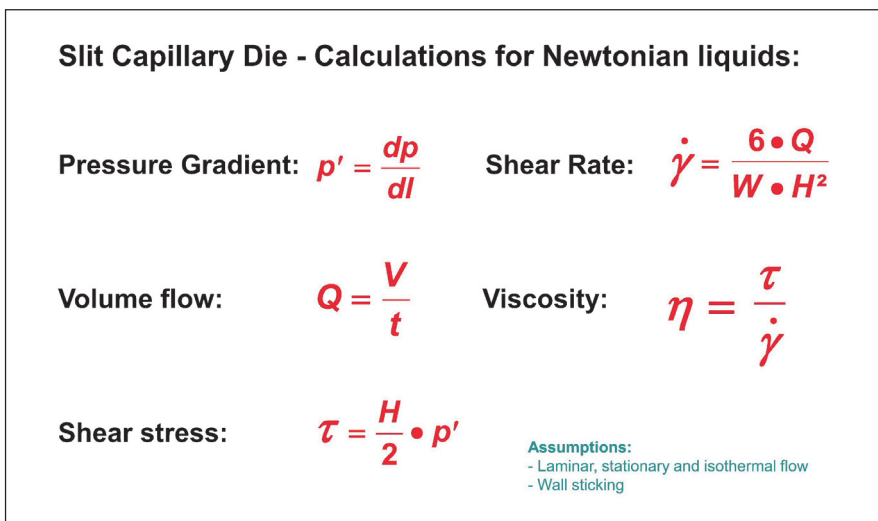 Slit Capillary Die - Calculations for Newtonian liquids:
Pressure Gradient: p′ = dp/dl
Shear Rate: γ̇ = 6 • Q / W • H²
Volume flow: Q = V/t
Viscosity: η = τ/γ̇
Shear stress: τ = H/2 • p′
Assumptions:
- Laminar, stationary and isothermal flow
- Wall sticking